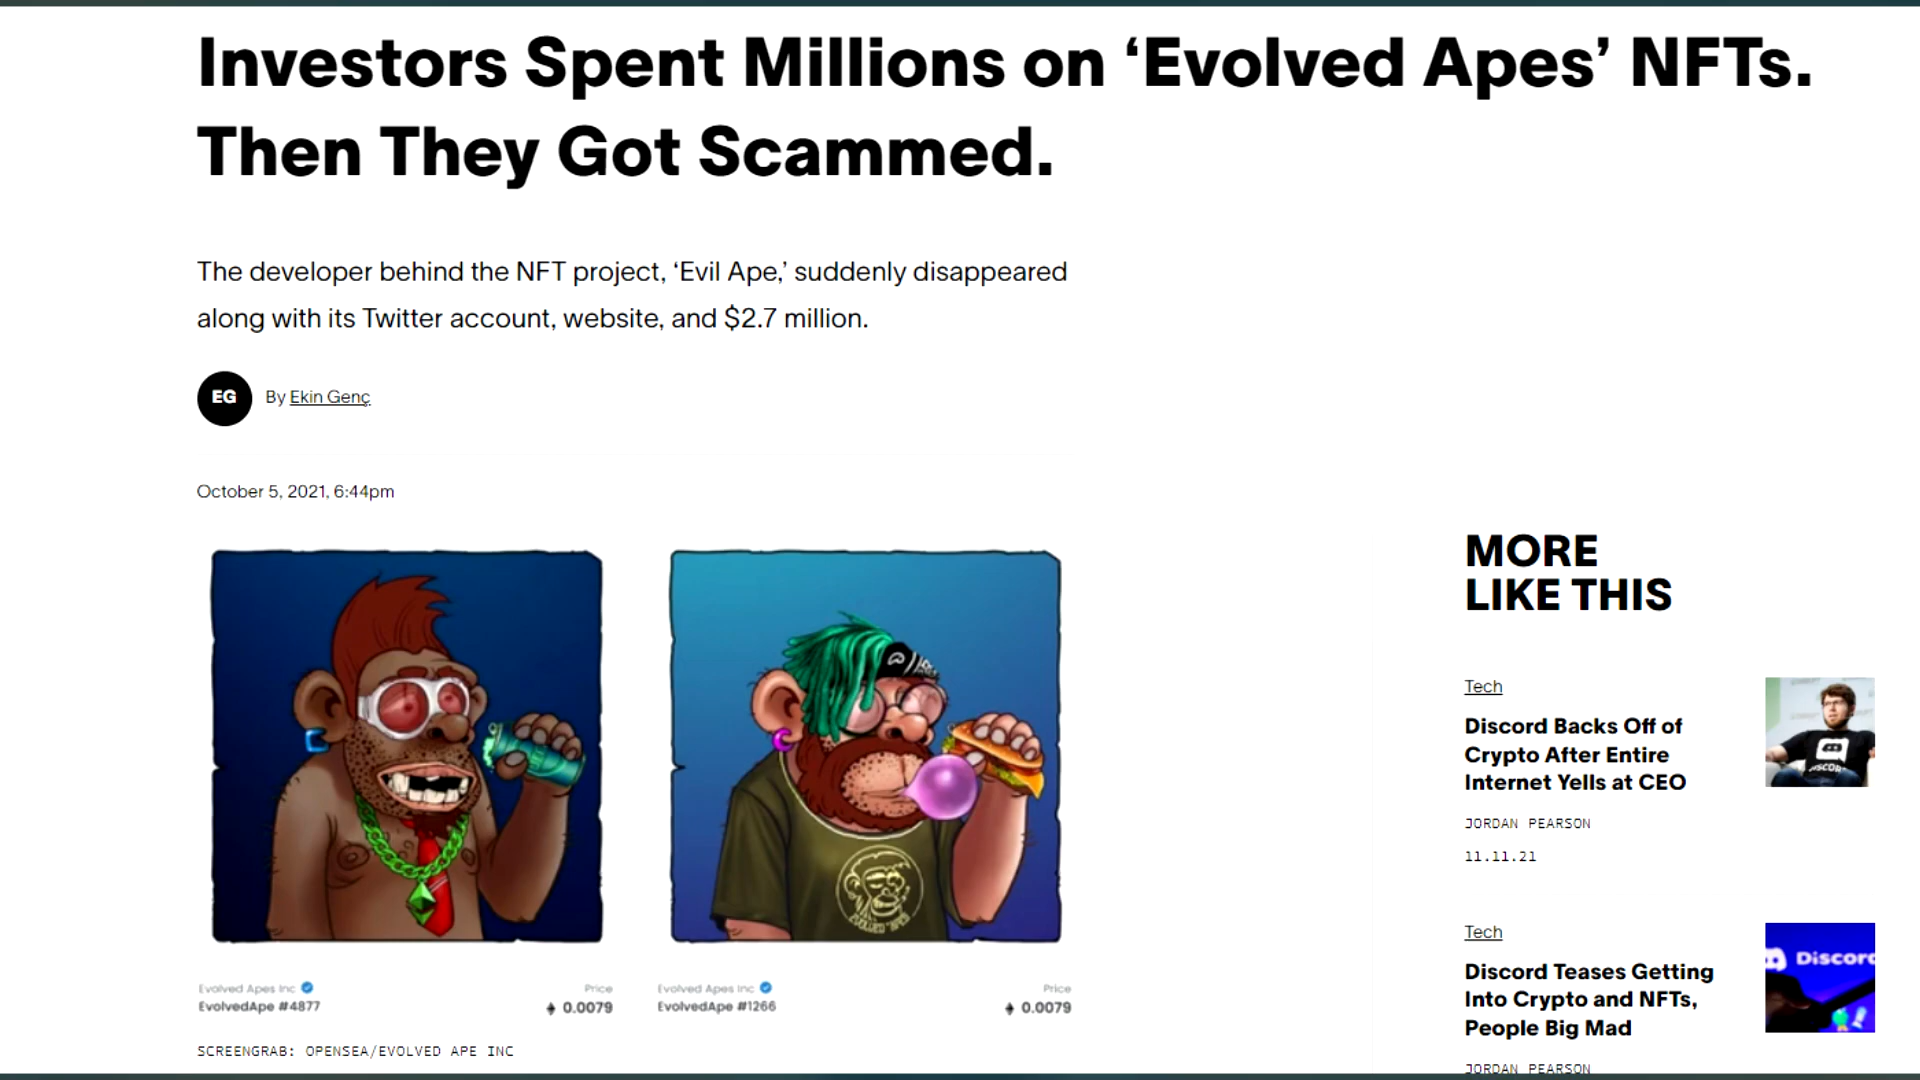 Investors Spent Millions on ‘Evolved Apes’ NFTs.
Then They Got Scammed.
The developer behind the NFT project, ‘Evil Ape,’ suddenly disappeared
along with its Twitter account, website, and $2.7 million.
EG
By Ekin Genç
October 5, 2021, 6:44pm
EVOLVED APES
Evolved Apes Inc
Price
EvolvedApe #4877
0.0079
Evolved Apes Inc
Price
EvolvedApe #1266
0.0079
SCREENGRAB: OPENSEA/EVOLVED APE INC
MORE
LIKE THIS
Tech
Discord Backs Off of
Crypto After Entire
Internet Yells at CEO
JORDAN PEARSON
11.11.21
Tech
Discord Teases Getting
Into Crypto and NFTs,
People Big Mad
JORDAN PEARSON
Discord